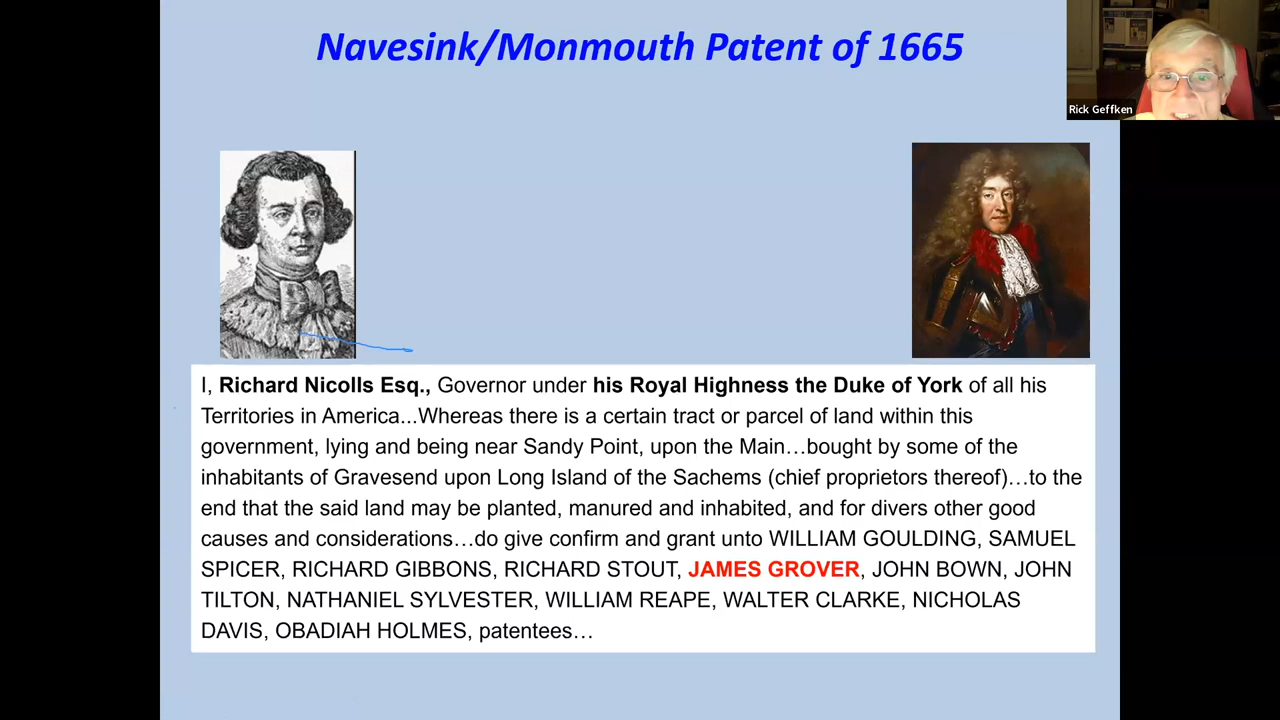 Navesink/Monmouth Patent of 1665
Rick Geffken
I, Richard Nicolls Esq., Governor under his Royal Highness the Duke of York of all his
Territories in America...Whereas there is a certain tract or parcel of land within this
government, lying and being near Sandy Point, upon the Main…bought by some of the
inhabitants of Gravesend upon Long Island of the Sachems (chief proprietors thereof)…to the
end that the said land may be planted, manured and inhabited, and for divers other good
causes and considerations…do give confirm and grant unto WILLIAM GOULDING, SAMUEL
SPICER, RICHARD GIBBONS, RICHARD STOUT, JAMES GROVER, JOHN BOWN, JOHN
TILTON, NATHANIEL SYLVESTER, WILLIAM REAPE, WALTER CLARKE, NICHOLAS
DAVIS, OBADIAH HOLMES, patentees…